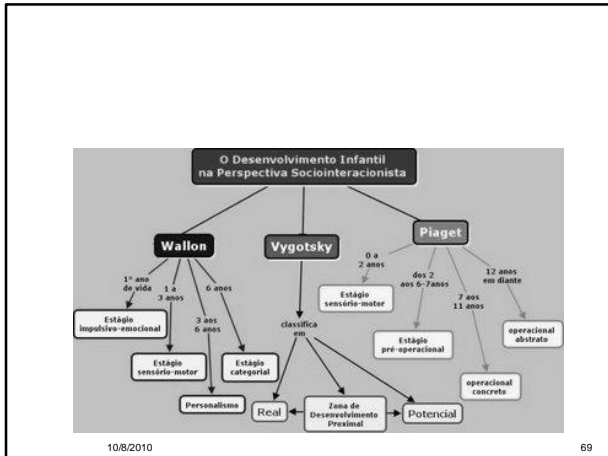 O Desenvolvimento Infantil
na Perspectiva Sociointeracionista
Wallon
1º ano
de vida
Estágio
impulsivo-emocional
1 a
3 anos
Estágio
sensório-motor
3 aos
6 anos
Personalismo
6 anos
Estágio
categorial
Vygotsky
classifica
em
Real
Zona de
Desenvolvimento
Proximal
Potencial
Piaget
0 a
2 anos
Estágio
sensório-motor
dos 2
aos 6-7anos
Estágio
pré-operacional
7 aos
11 anos
operacional
concreto
12 anos
em diante
operacional
abstrato
10/8/2010
69